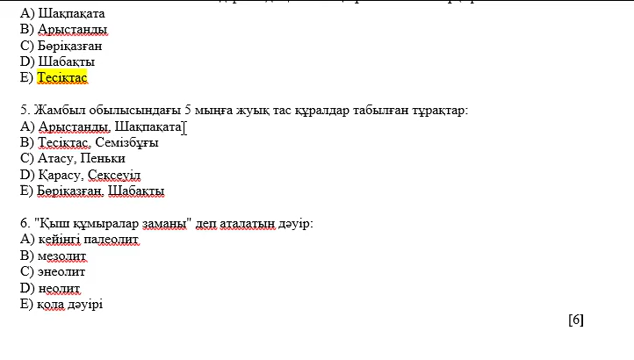 A) Шақпақата
B) Арыстанды
C) Бөріқазған
D) Шабақты
E) Тесіктас
5. Жамбыл обылысындағы 5 мыңға жуық тас құралдар табылған тұрақтар:
A) Арыстанды, Шақпақата
B) Тесіктас, Семізбұғы
C) Атасу, Пеньки
D) Қарасу, Сексеуіл
E) Бөріқазған, Шабақты
6. "Қыш құмыралар заманы" деп аталатын дәуір:
A) кейінгі палеолит
B) мезолит
C) энеолит
D) неолит
E) қола дәуірі
[6]